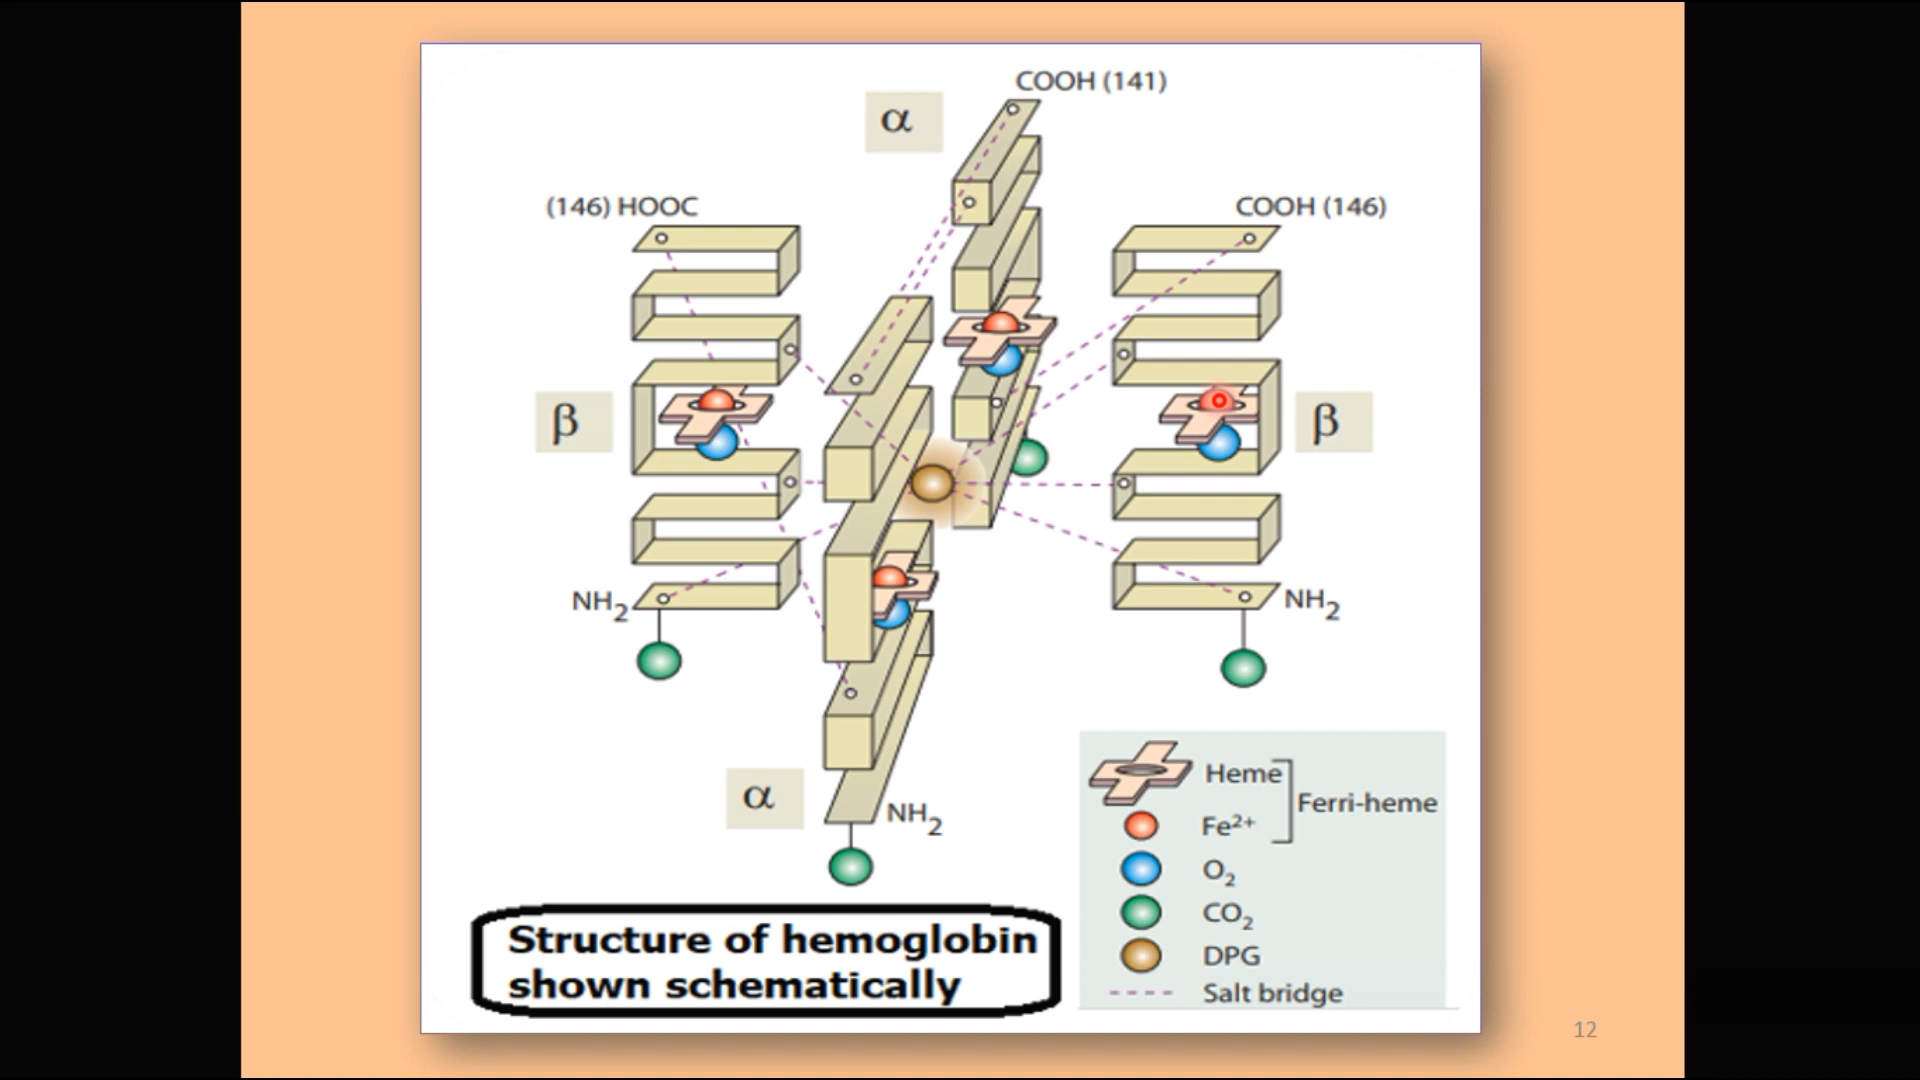 COOH (141)
α
(146) HOOC
COOH (146)
β
β
NH2
NH2
α
NH2
Heme
Ferri-heme
Fe2+
O2
CO2
DPG
Salt bridge
Structure of hemoglobin
shown schematically
12